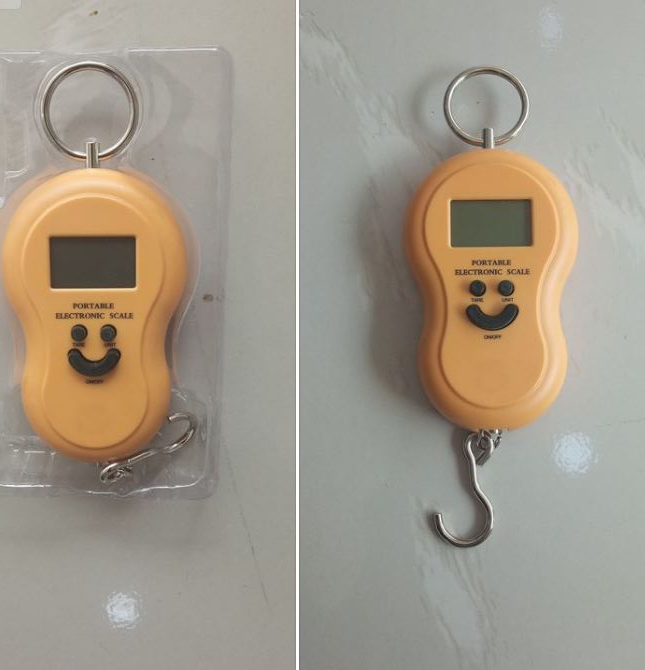 PORTABLE
ELECTRONIC SCALE
TARE UNIT
ON/OFF
PORTABLE
ELECTRONIC SCALE
TARE UNIT
ON/OFF